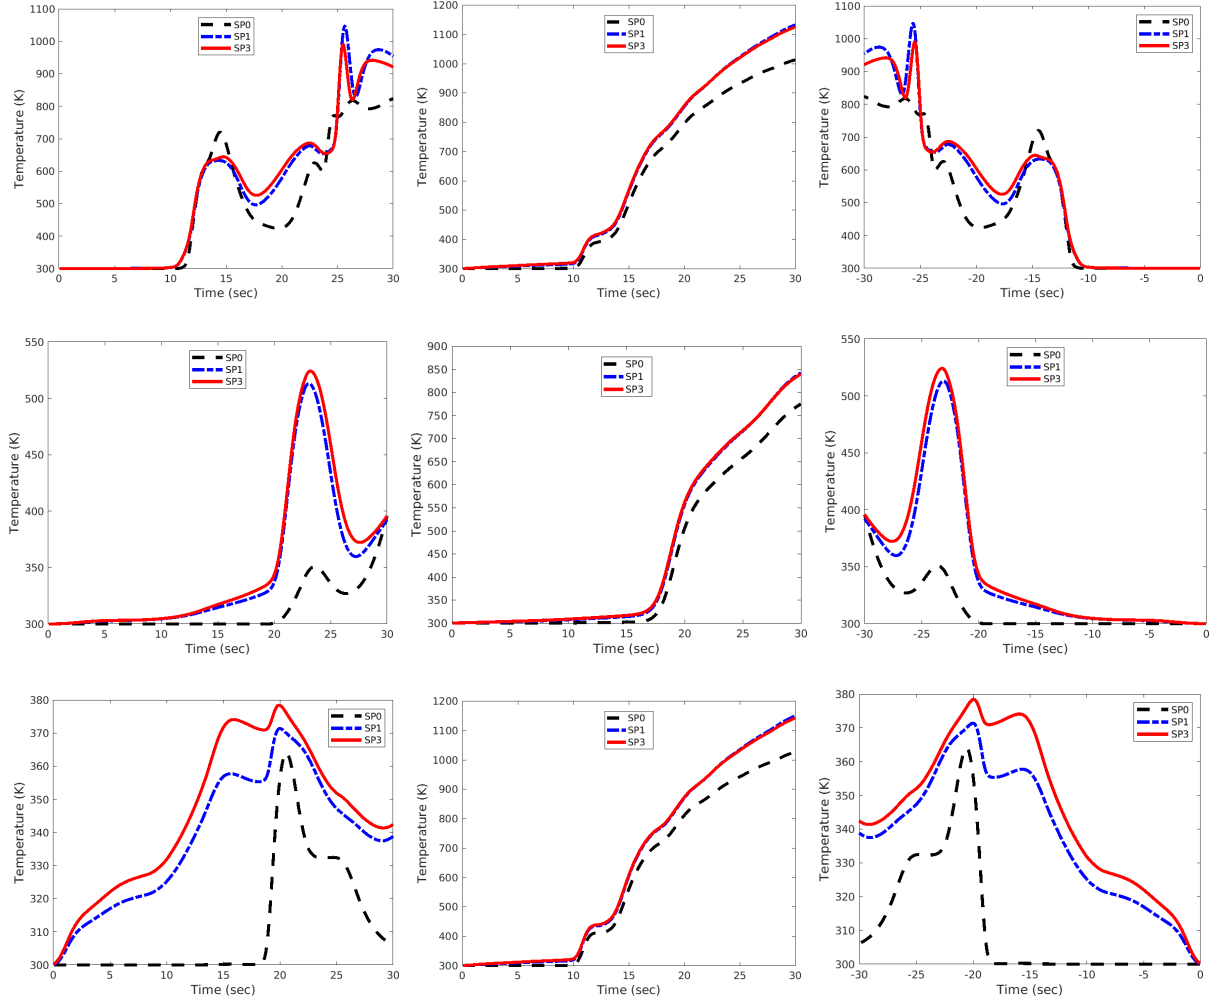 1100
1000
900
800
700
600
500
400
300
0 5 10 15 20 25 30
Temperature (K)
Time (sec)
SP0
SP1
SP3
1200
1100
1000
900
800
700
600
500
400
300
0 5 10 15 20 25 30
Temperature (K)
Time (sec)
SP0
SP1
SP3
1100
1000
900
800
700
600
500
400
300
-30 -25 -20 -15 -10 -5 0
Temperature (K)
Time (sec)
SP0
SP1
SP3
550
500
450
400
350
300
0 5 10 15 20 25 30
Temperature (K)
Time (sec)
SP0
SP1
SP3
900
850
800
750
700
650
600
550
500
450
400
350
300
0 5 10 15 20 25 30
Temperature (K)
Time (sec)
SP0
SP1
SP3
550
500
450
400
350
300
-30 -25 -20 -15 -10 -5 0
Temperature (K)
Time (sec)
SP0
SP1
SP3
380
370
360
350
340
330
320
310
300
0 5 10 15 20 25 30
Temperature (K)
Time (sec)
SP0
SP1
SP3
1200
1100
1000
900
800
700
600
500
400
300
0 5 10 15 20 25 30
Temperature (K)
Time (sec)
SP0
SP1
SP3
380
370
360
350
340
330
320
310
300
-30 -25 -20 -15 -10 -5 0
Temperature (K)
Time (sec)
SP0
SP1
SP3